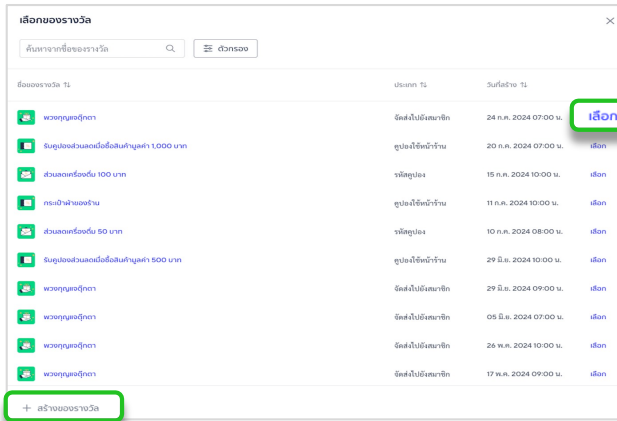 เลือกของรางวัล
ค้นหาจากชื่อของรางวัล ตัวกรอง
ชื่อของรางวัล ประเภท วันที่สร้าง
พวงกุญแจตุ๊กตา จัดส่งไปยังสมาชิก 24 ก.ค. 2024 07:00 น. เลือก
รับคูปองส่วนลดเมื่อซื้อสินค้ามูลค่า 1,000 บาท คูปองใช้หน้าร้าน 20 ก.ค. 2024 07:00 น. เลือก
ส่วนลดเครื่องดื่ม 100 บาท รหัสคูปอง 15 ก.ค. 2024 10:00 น. เลือก
กระเป๋าผ้าของร้าน คูปองใช้หน้าร้าน 11 ก.ค. 2024 10:00 น. เลือก
ส่วนลดเครื่องดื่ม 50 บาท รหัสคูปอง 10 ก.ค. 2024 08:00 น. เลือก
รับคูปองส่วนลดเมื่อซื้อสินค้ามูลค่า 500 บาท คูปองใช้หน้าร้าน 29 มิ.ย. 2024 10:00 น. เลือก
พวงกุญแจตุ๊กตา จัดส่งไปยังสมาชิก 29 มิ.ย. 2024 09:00 น. เลือก
พวงกุญแจตุ๊กตา จัดส่งไปยังสมาชิก 05 มิ.ย. 2024 07:00 น. เลือก
พวงกุญแจตุ๊กตา จัดส่งไปยังสมาชิก 26 พ.ค. 2024 10:00 น. เลือก
พวงกุญแจตุ๊กตา จัดส่งไปยังสมาชิก 17 พ.ค. 2024 09:00 น. เลือก
+ สร้างของรางวัล